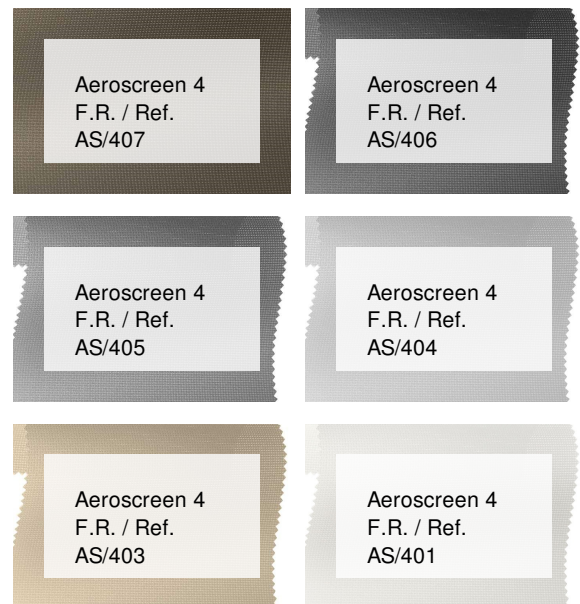 Aeroscreen 4
F.R. / Ref.
AS/407
Aeroscreen 4
F.R. / Ref.
AS/406
Aeroscreen 4
F.R. / Ref.
AS/405
Aeroscreen 4
F.R. / Ref.
AS/404
Aeroscreen 4
F.R. / Ref.
AS/403
Aeroscreen 4
F.R. / Ref.
AS/401